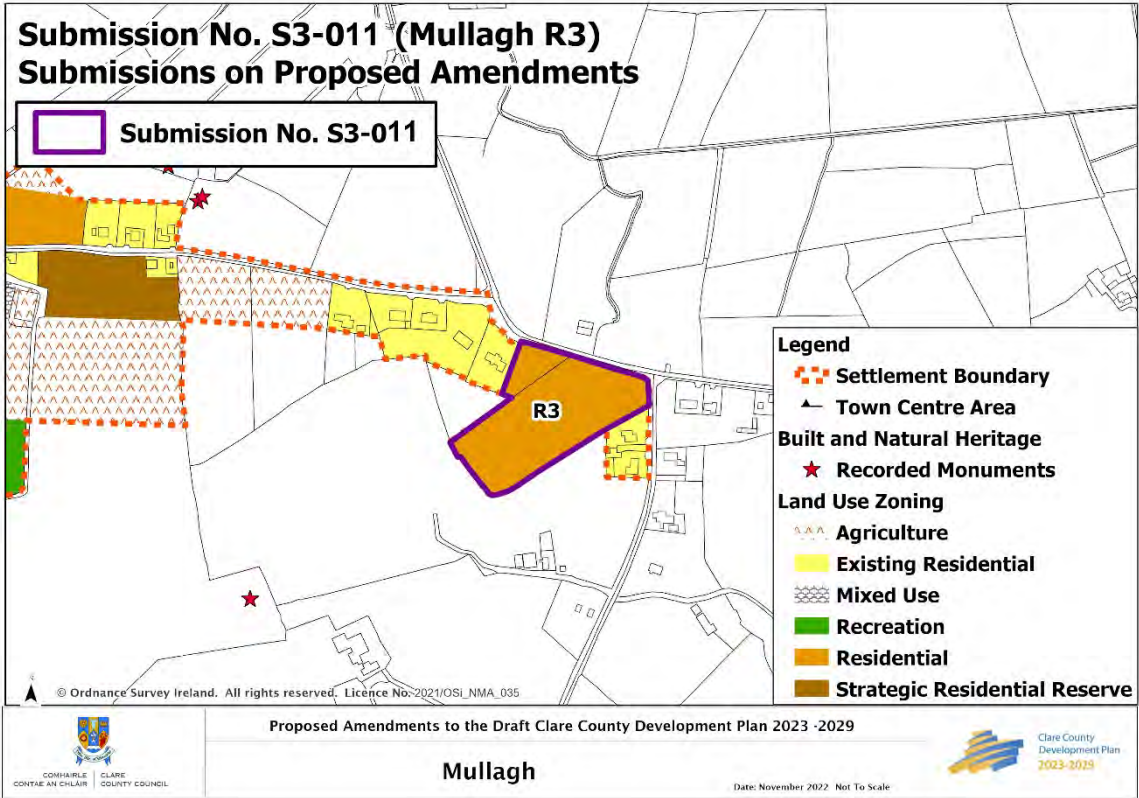 Submission No. S3-011 (Mullagh R3)
Submissions on Proposed Amendments
Submission No. S3-011
R3
Legend
Settlement Boundary
Town Centre Area
Built and Natural Heritage
Recorded Monuments
Land Use Zoning
Agriculture
Existing Residential
Mixed Use
Recreation
Residential
Strategic Residential Reserve
© Ordnance Survey Ireland. All rights reserved. Licence No. 2021/OSi_NMA_035
Proposed Amendments to the Draft Clare County Development Plan 2023 -2029
Mullagh
Date: November 2022 Not To Scale
COMHAIRLE CONTAE AN CHLÁIR
CLARE COUNTY COUNCIL
Clare County
Development Plan
2023-2029